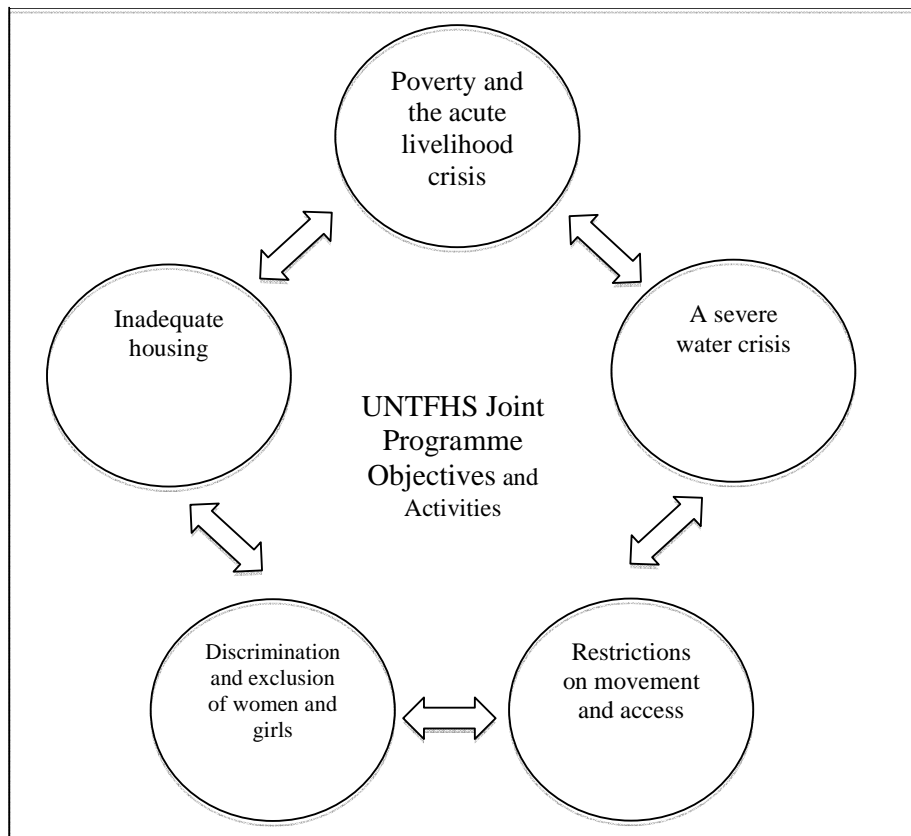 Poverty and
the acute
livelihood
crisis
Inadequate
housing
A severe
water crisis
UNTFHS Joint
Programme
Objectives and
Activities
Discrimination
and exclusion
of women and
girls
Restrictions
on movement
and access